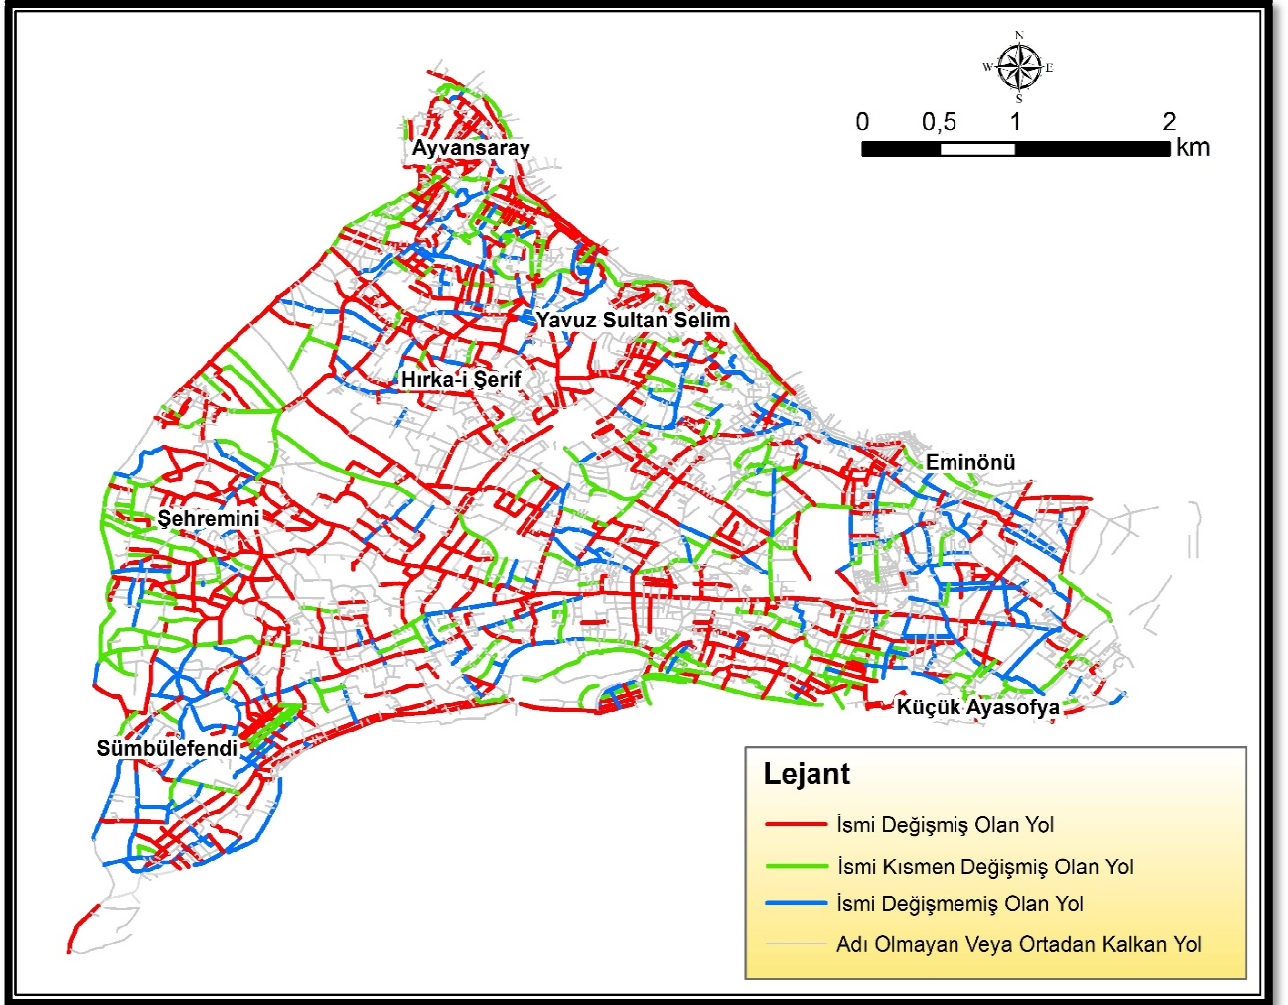 N
W E
S
0 0,5 1 2
km
Ayvansaray
Yavuz Sultan Selim
Hırka-i Şerif
Eminönü
Şehremini
Küçük Ayasofya
Sümbülefendi
Lejant
İsmi Değişmiş Olan Yol
İsmi Kısmen Değişmiş Olan Yol
İsmi Değişmemiş Olan Yol
Adı Olmayan Veya Ortadan Kalkan Yol